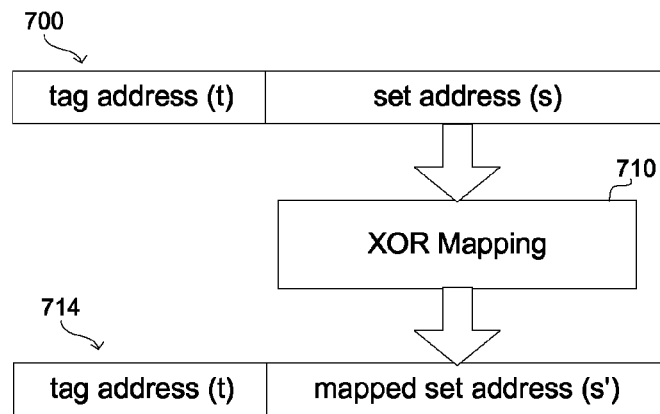 700
tag address (t)
set address (s)
710
XOR Mapping
714
tag address (t)
mapped set address (s')